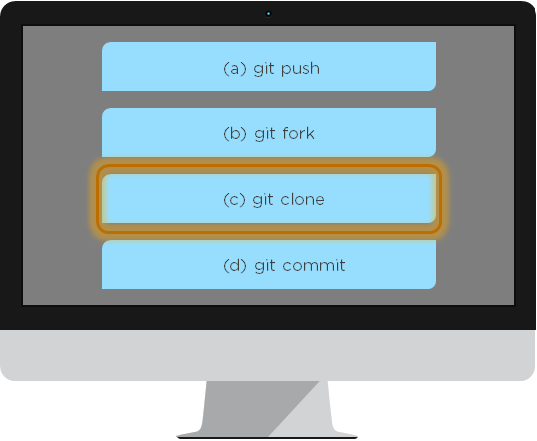 (a) git push
(b) git fork
(c) git clone
(d) git commit